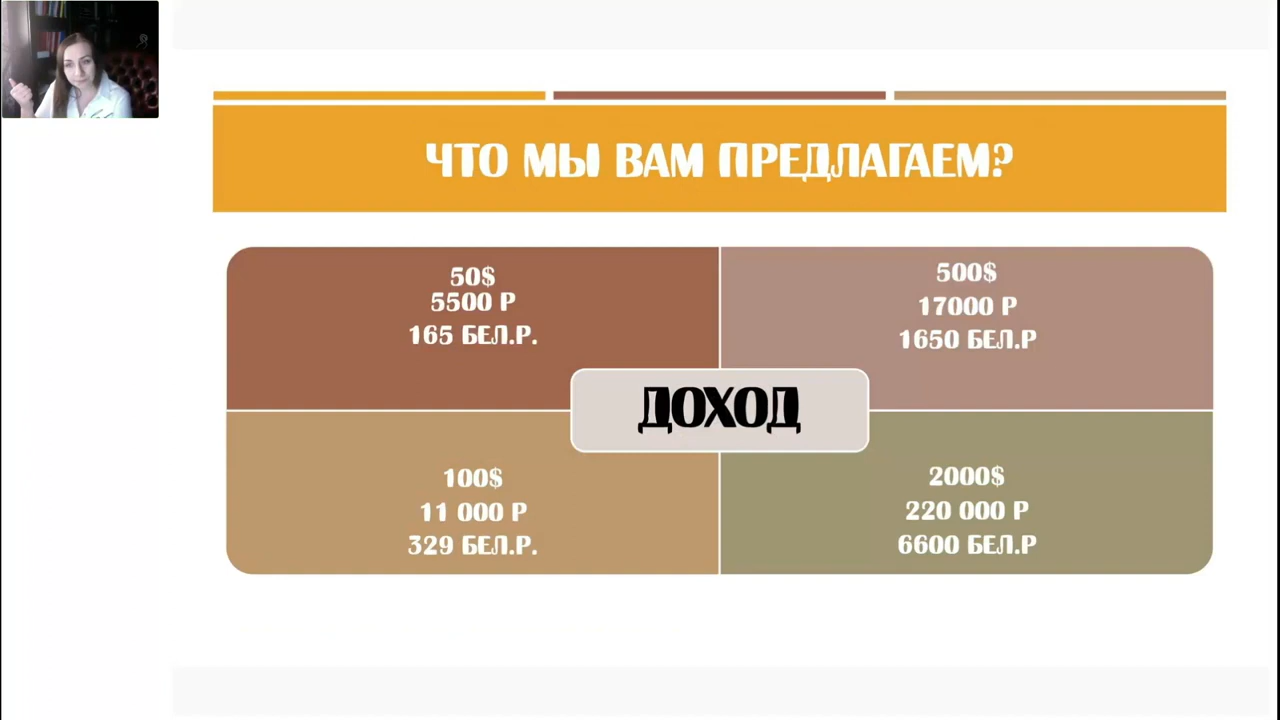 ЧТО МЫ ВАМ ПРЕДЛАГАЕМ?
50$
5500 Р
165 БЕЛ.Р.
500$
17000 Р
1650 БЕЛ.Р
ДОХОД
100$
11 000 Р
329 БЕЛ.Р.
2000$
220 000 Р
6600 БЕЛ.Р